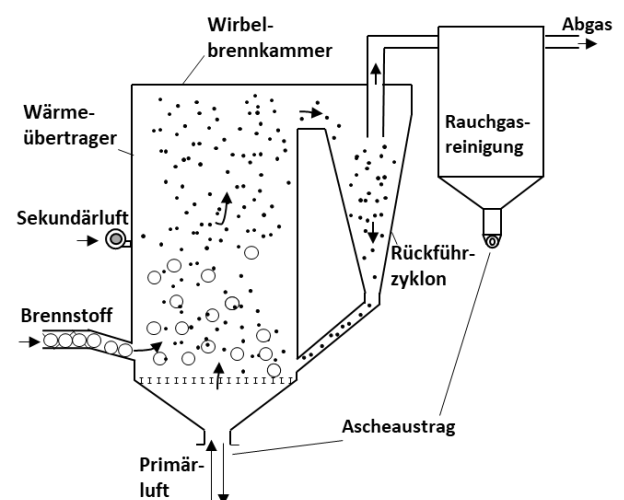 Wirbel-
brennkammer
Abgas
Wärme-
übertrager
Rauchgas-
reinigung
Sekundärluft
Rückführ-
zyklon
Brennstoff
Ascheaustrag
Primär-
luft